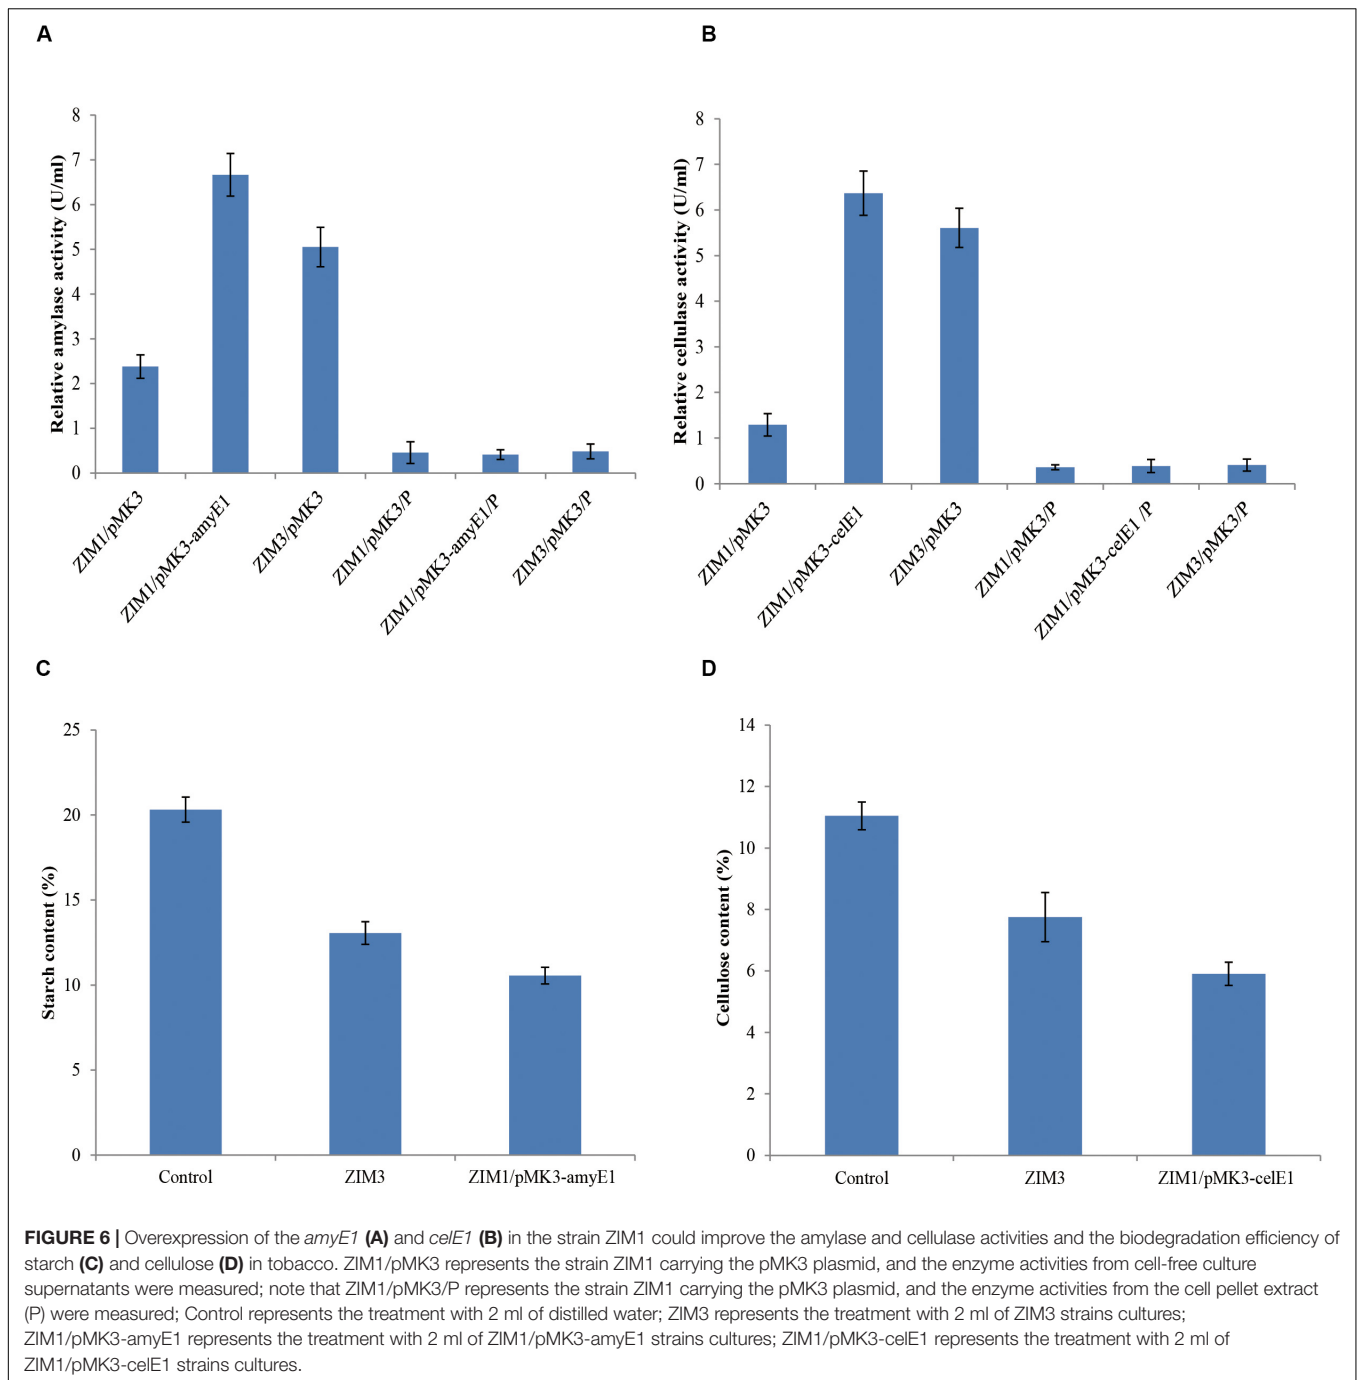 A
B
8
7
6
5
4
3
2
1
0
Relative amylase activity (U/ml)
ZIM1/pMK3
ZIM1/pMK3-amyE1
ZIM3/pMK3
ZIM1/pMK3/P
ZIM1/pMK3-amyE1/P
ZIM3/pMK3/P
8
7
6
5
4
3
2
1
0
Relative cellulase activity (U/ml)
ZIM1/pMK3
ZIM1/pMK3-celE1
ZIM3/pMK3
ZIM1/pMK3/P
ZIM1/pMK3-celE1 /P
ZIM3/pMK3/P
C
D
25
20
15
10
5
0
Starch content (%)
Control
ZIM3
ZIM1/pMK3-amyE1
14
12
10
8
6
4
2
0
Cellulose content (%)
Control
ZIM3
ZIM1/pMK3-celE1
FIGURE 6 | Overexpression of the amyE1 (A) and celE1 (B) in the strain ZIM1 could improve the amylase and cellulase activities and the biodegradation efficiency of
starch (C) and cellulose (D) in tobacco. ZIM1/pMK3 represents the strain ZIM1 carrying the pMK3 plasmid, and the enzyme activities from cell-free culture
supernatants were measured; note that ZIM1/pMK3/P represents the strain ZIM1 carrying the pMK3 plasmid, and the enzyme activities from the cell pellet extract
(P) were measured; Control represents the treatment with 2 ml of distilled water; ZIM3 represents the treatment with 2 ml of ZIM3 strains cultures;
ZIM1/pMK3-amyE1 represents the treatment with 2 ml of ZIM1/pMK3-amyE1 strains cultures; ZIM1/pMK3-celE1 represents the treatment with 2 ml of
ZIM1/pMK3-celE1 strains cultures.